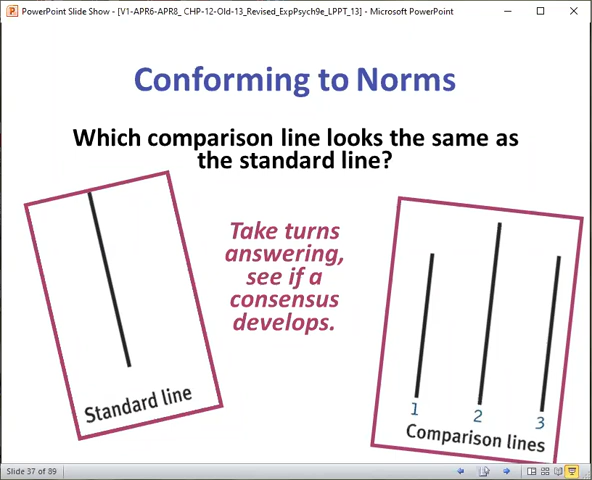 PowerPoint Slide Show - [V1-APR6-APR8_ CHP-12-Old-13_Revised_ExpPsych9e_LPPT_13] - Microsoft PowerPoint
Conforming to Norms
Which comparison line looks the same as
the standard line?
Take turns
answering,
see if a
consensus
develops.
Standard line
1
2
3
Comparison lines
Slide 37 of 89